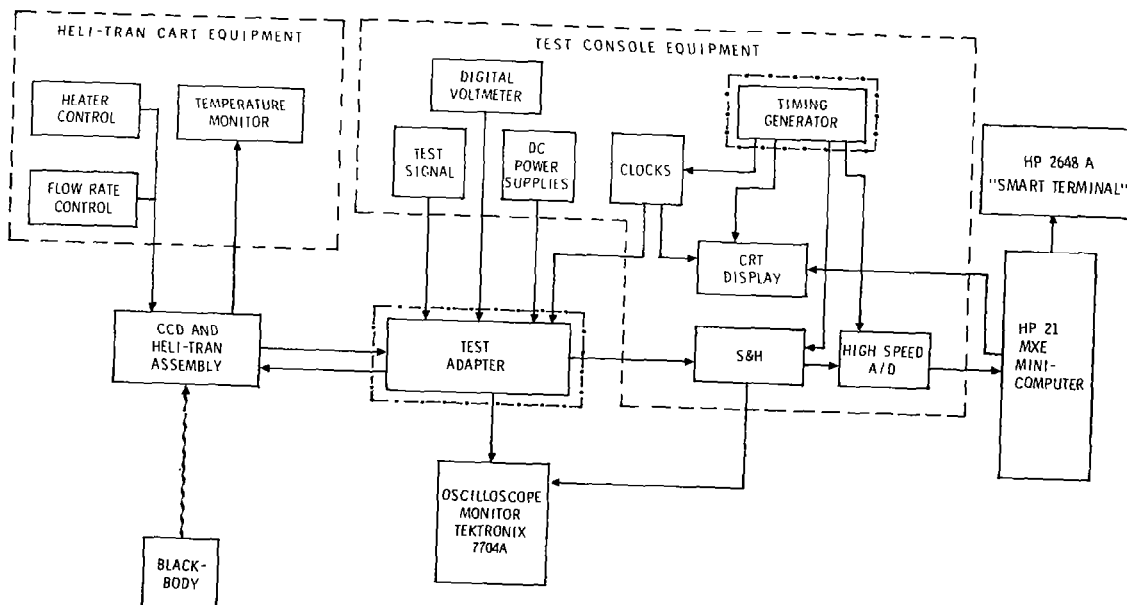 HELI-TRAN CART EQUIPMENT
HEATER
CONTROL
TEMPERATURE
MONITOR
FLOW RATE
CONTROL
TEST CONSOLE EQUIPMENT
DIGITAL
VOLTMETER
TEST
SIGNAL
DC
POWER
SUPPLIES
CLOCKS
TIMING
GENERATOR
CRT
DISPLAY
HP 2648 A
"SMART TERMINAL"
CCD AND
HELI-TRAN
ASSEMBLY
TEST
ADAPTER
S&H
HIGH SPEED
A/D
HP 21
MXE
MINI-
COMPUTER
OSCILLOSCOPE
MONITOR
TEKTRONIX
7704A
BLACK-
BODY